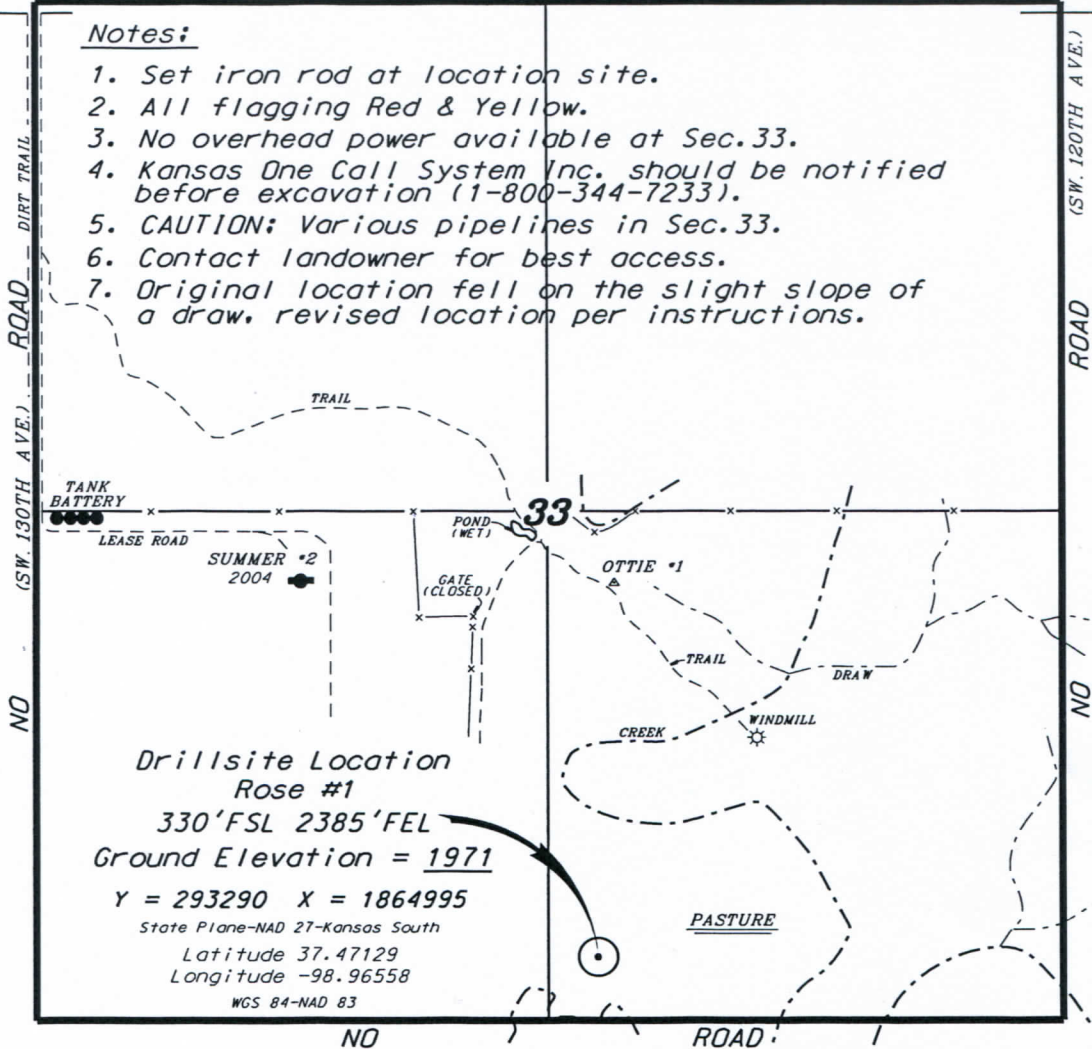 Notes:
1. Set iron rod at location site.
2. All flagging Red & Yellow.
3. No overhead power available at Sec.33.
4. Kansas One Call System Inc. should be notified
before excavation (1-800-344-7233).
5. CAUTION: Various pipelines in Sec.33.
6. Contact landowner for best access.
7. Original location fell on the slight slope of
a draw, revised location per instructions.
DIRT TRAIL
(SW. 130TH AVE.)
NO ROAD
(SW. 120TH AVE.)
NO ROAD
TRAIL
TANK
BATTERY
LEASE ROAD
SUMMER #2
2004
POND
(WET)
33
GATE
(CLOSED)
OTTIE #1
TRAIL
DRAW
CREEK
WINDMILL
Drillsite Location
Rose #1
330'FSL 2385'FEL
Ground Elevation = 1971
Y = 293290 X = 1864995
State Plane-NAD 27-Kansas South
Latitude 37.47129
Longitude -98.96558
WGS 84-NAD 83
PASTURE
NO ROAD